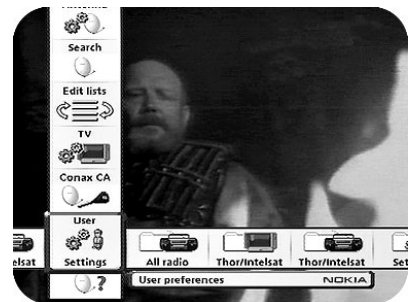 Antenna
Search
Edit lists
TV
Conax CA
User
Settings
elsat
All radio
Thor/Intelsat
Thor/Intelsat
Set
User preferences
NOKIA
?